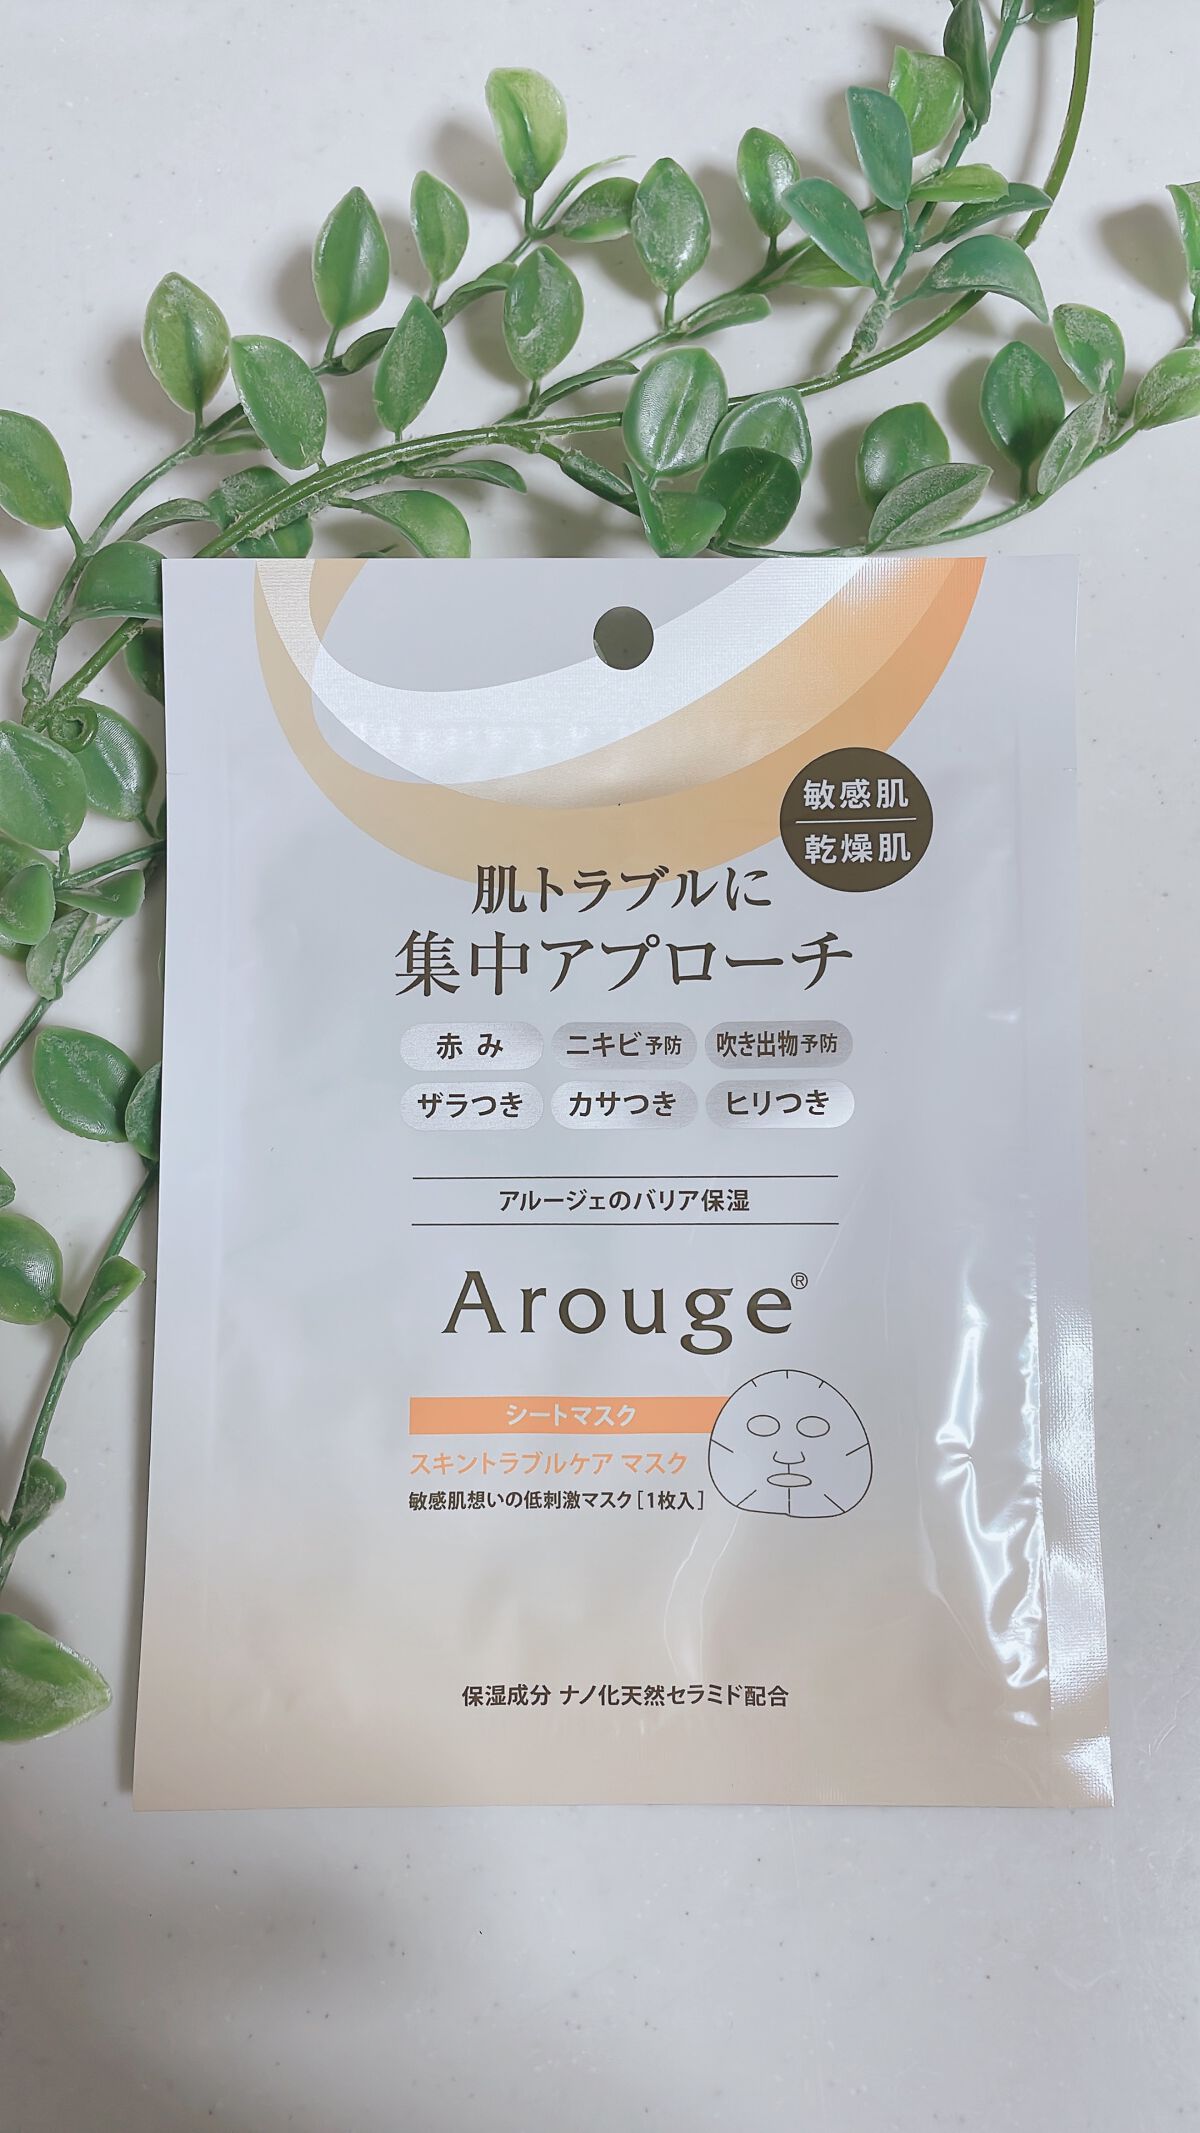 敏感肌
乾燥肌
肌トラブルに
集中アプローチ
赤み ニキビ予防 吹き出物予防
ザラつき カサつき ヒリつき
アルージェのバリア保湿
Arouge®
シートマスク
スキントラブルケア マスク
敏感肌想いの低刺激マスク［1枚入］
保湿成分 ナノ化天然セラミド配合